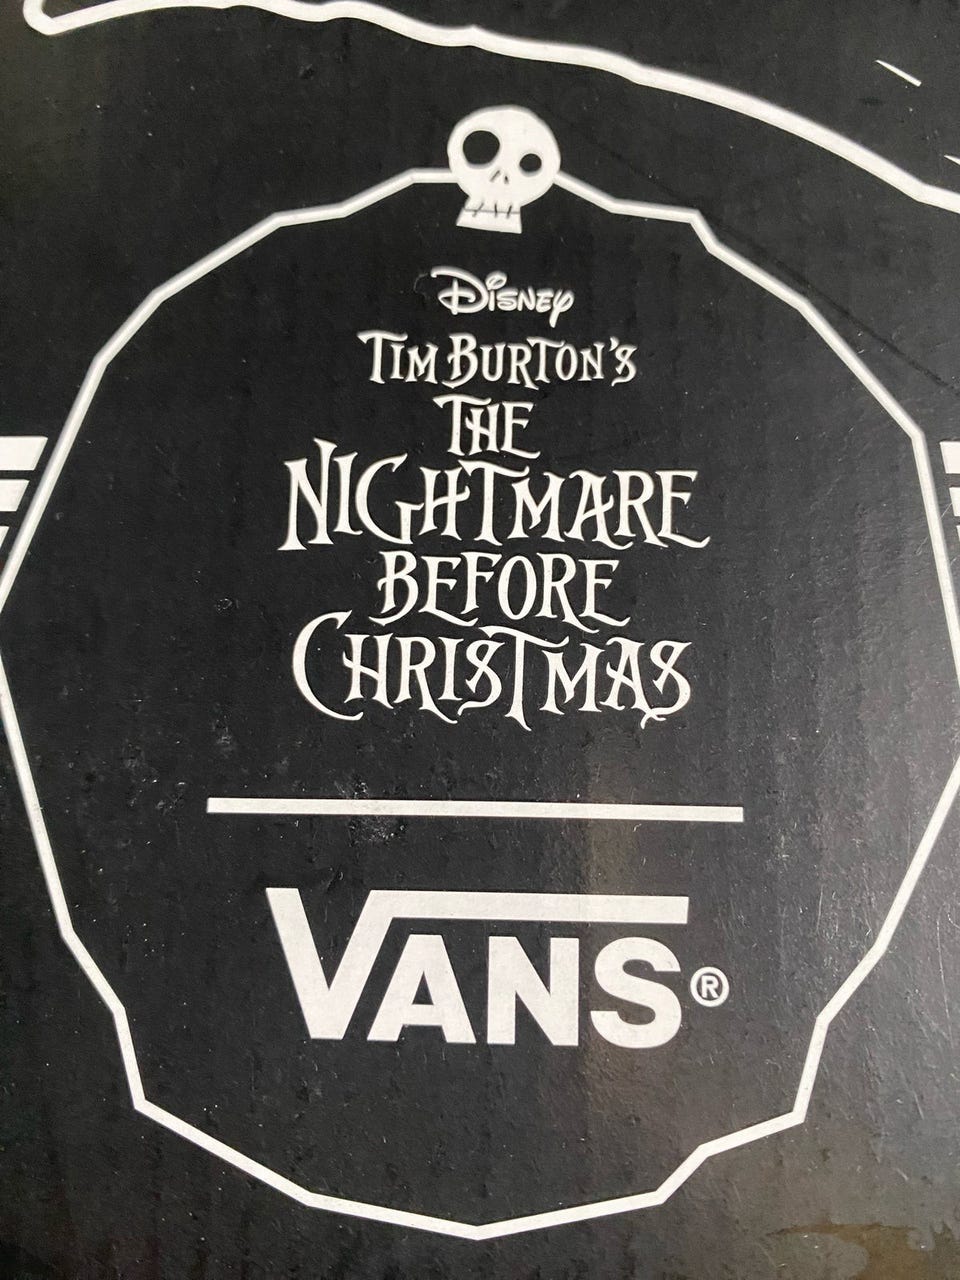 Disney
TIM BURTON'S
THE
NIGHTMARE
BEFORE
CHRISTMAS
VANS®